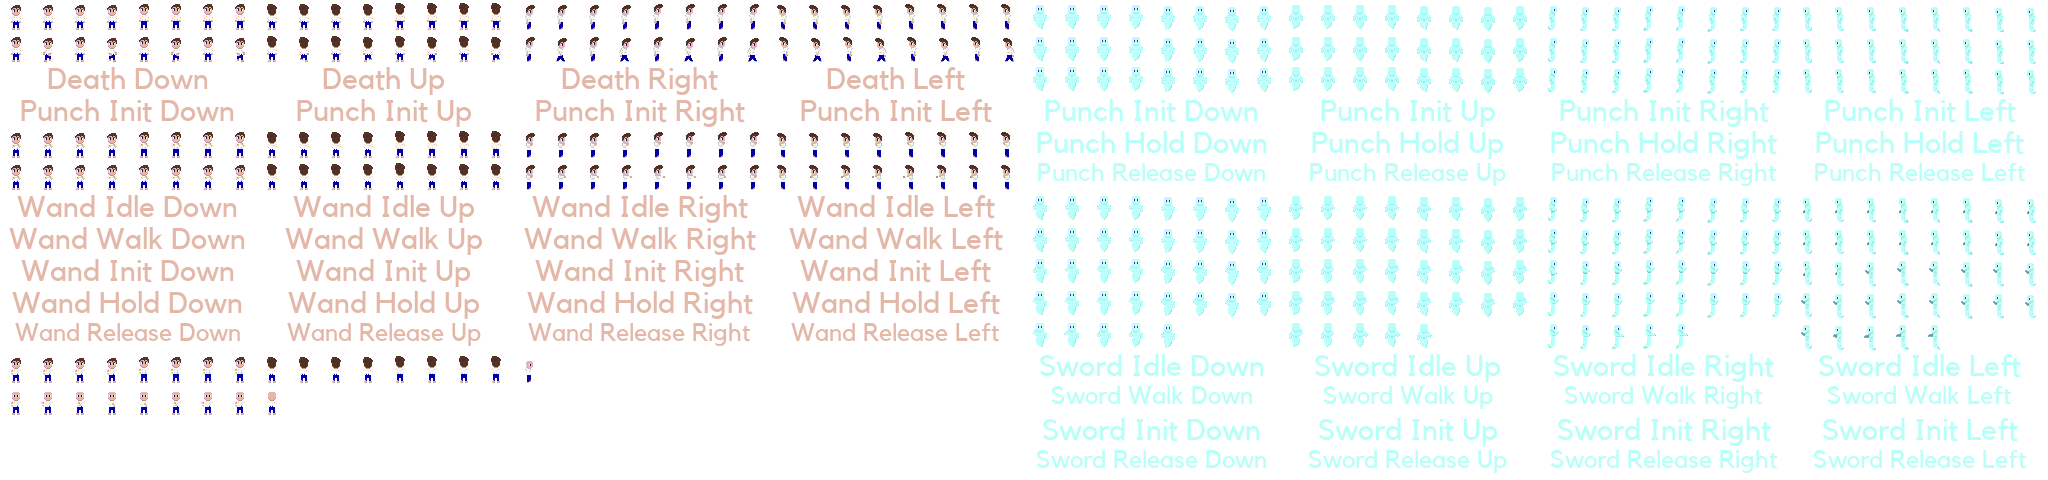 Death Down Death Up Death Right Death Left
Punch Init Down Punch Init Up Punch Init Right Punch Init Left Punch Init Down Punch Init Up Punch Init Right Punch Init Left
Punch Hold Down Punch Hold Up Punch Hold Right Punch Hold Left
Punch Release Down Punch Release Up Punch Release Right Punch Release Left
Wand Idle Down Wand Idle Up Wand Idle Right Wand Idle Left
Wand Walk Down Wand Walk Up Wand Walk Right Wand Walk Left
Wand Init Down Wand Init Up Wand Init Right Wand Init Left
Wand Hold Down Wand Hold Up Wand Hold Right Wand Hold Left
Wand Release Down Wand Release Up Wand Release Right Wand Release Left
Sword Idle Down Sword Idle Up Sword Idle Right Sword Idle Left
Sword Walk Down Sword Walk Up Sword Walk Right Sword Walk Left
Sword Init Down Sword Init Up Sword Init Right Sword Init Left
Sword Release Down Sword Release Up Sword Release Right Sword Release Left